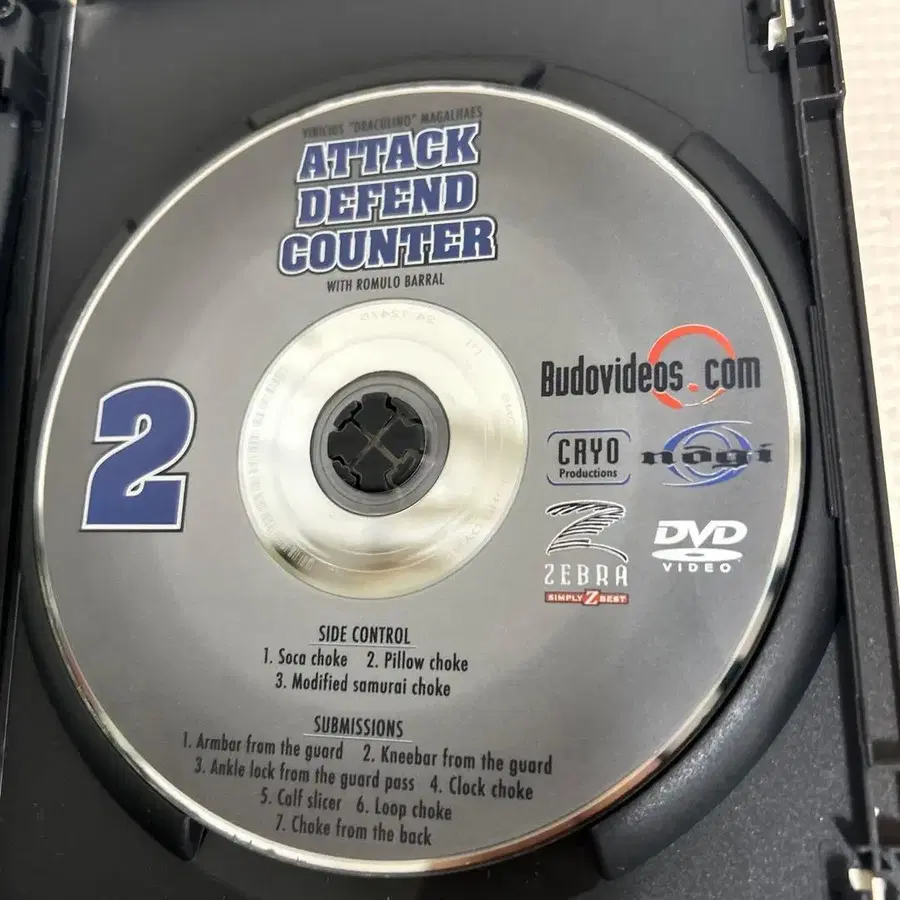 VINICIUS "DRACULINO" MAGALHAES
ATTACK
DEFEND
COUNTER
WITH ROMULO BARRAL
2
Budovideos.com
CRYO
Productions
nogi
ZEBRA
SIMPLY Z BEST
DVD
VIDEO
SIDE CONTROL
1. Soca choke 2. Pillow choke
3. Modified samurai choke
SUBMISSIONS
1. Armbar from the guard 2. Kneebar from the guard
3. Ankle lock from the guard pass 4. Clock choke
5. Calf slicer 6. Loop choke
7. Choke from the back